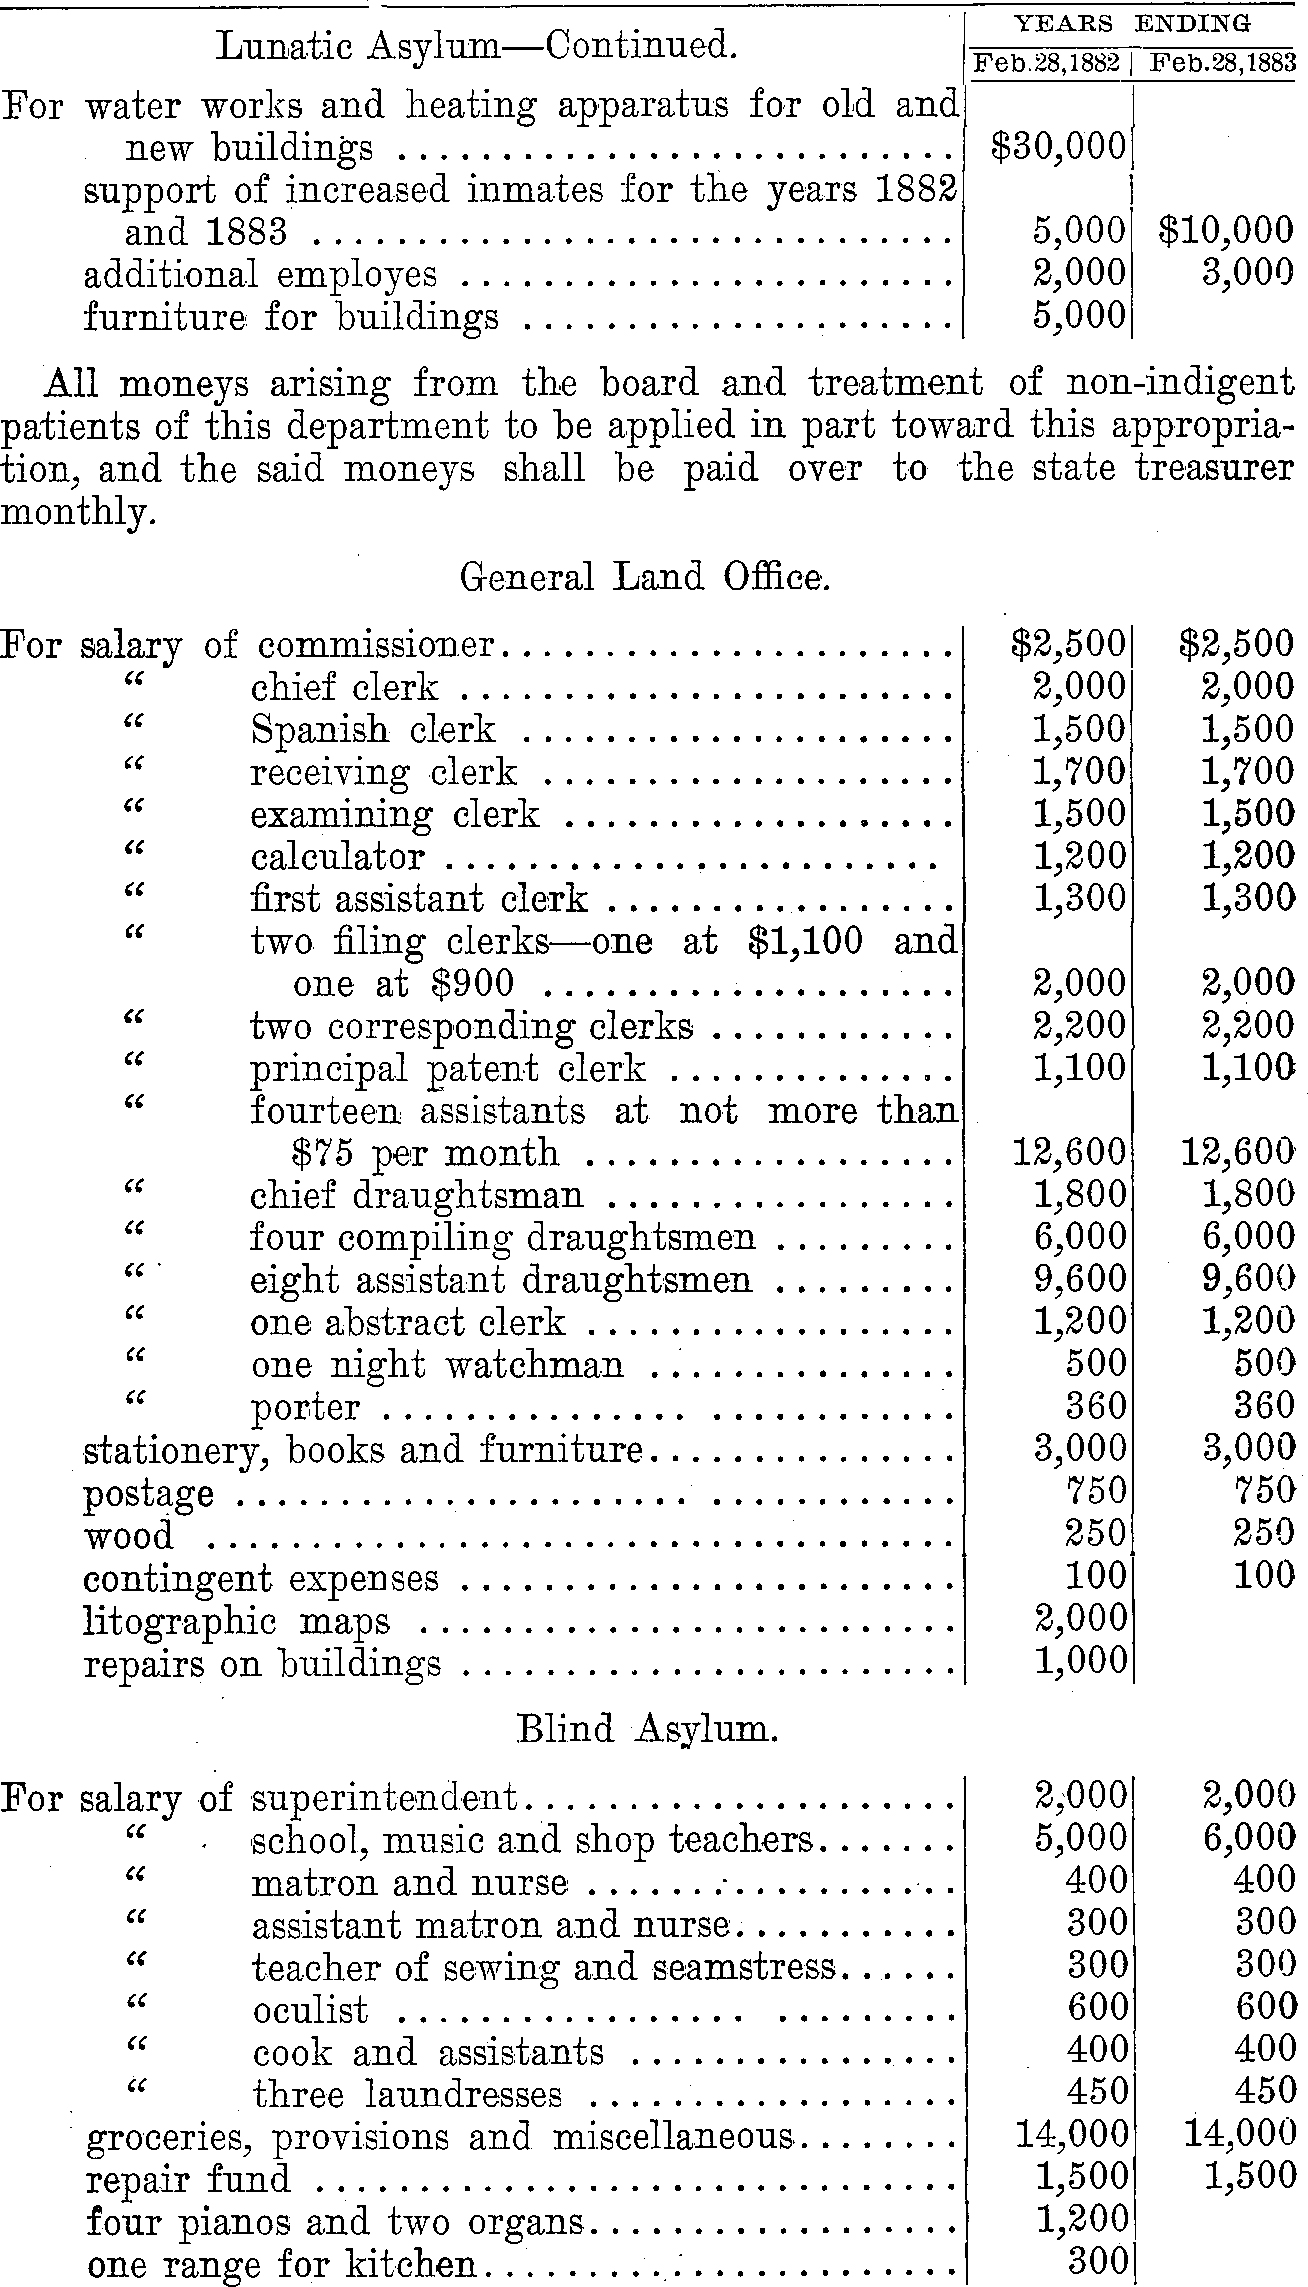 Lunatic Asylum—Continued. YEARS ENDING
Feb.28,1882 Feb.28,1883
For water works and heating apparatus for old and
new buildings .......................... $30,000
support of increased inmates for the years 1882
and 1883 .............................. 5,000 $10,000
additional employes ........................ 2,000 3,000
furniture for buildings ..................... 5,000
All moneys arising from the board and treatment of non-indigent
patients of this department to be applied in part toward this appropria-
tion, and the said moneys shall be paid over to the state treasurer
monthly.
General Land Office.
For salary of commissioner...................... $2,500 $2,500
“ chief clerk ........................ 2,000 2,000
“ Spanish clerk ..................... 1,500 1,500
“ receiving clerk .................... 1,700 1,700
“ examining clerk ................... 1,500 1,500
“ calculator ........................ 1,200 1,200
“ first assistant clerk ................. 1,300 1,300
“ two filing clerks—one at $1,100 and
one at $900 .................... 2,000 2,000
“ two corresponding clerks ............ 2,200 2,200
“ principal patent clerk .............. 1,100 1,100
“ fourteen assistants at not more than
$75 per month .................. 12,600 12,600
“ chief draughtsman ................. 1,800 1,800
“ four compiling draughtsmen ......... 6,000 6,000
“ eight assistant draughtsmen ......... 9,600 9,600
“ one abstract clerk .................. 1,200 1,200
“ one night watchman ............... 500 500
“ porter ........................... 360 360
stationery, books and furniture............... 3,000 3,000
postage .................................. 750 750
wood .................................... 250 250
contingent expenses ........................ 100 100
litographic maps .......................... 2,000
repairs on buildings ........................ 1,000
Blind Asylum.
For salary of superintendent..................... 2,000 2,000
“ school, music and shop teachers....... 5,000 6,000
“ matron and nurse .................. 400 400
“ assistant matron and nurse........... 300 300
“ teacher of sewing and seamstress...... 300 300
“ oculist .......................... 600 600
“ cook and assistants ................ 400 400
“ three laundresses .................. 450 450
groceries, provisions and miscellaneous........ 14,000 14,000
repair fund ............................... 1,500 1,500
four pianos and two organs.................. 1,200
one range for kitchen....................... 300